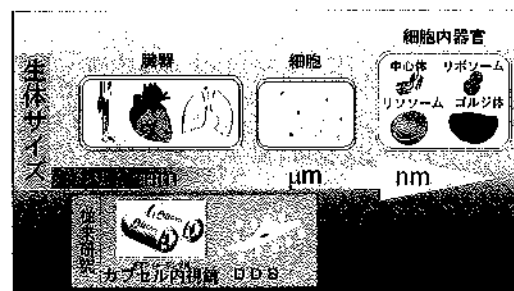 細胞内器官
臓器
細胞
中心体 リボソーム
リソソーム ゴルジ体
生体サイズ
μm
nm
カプセル内視鏡 DDS